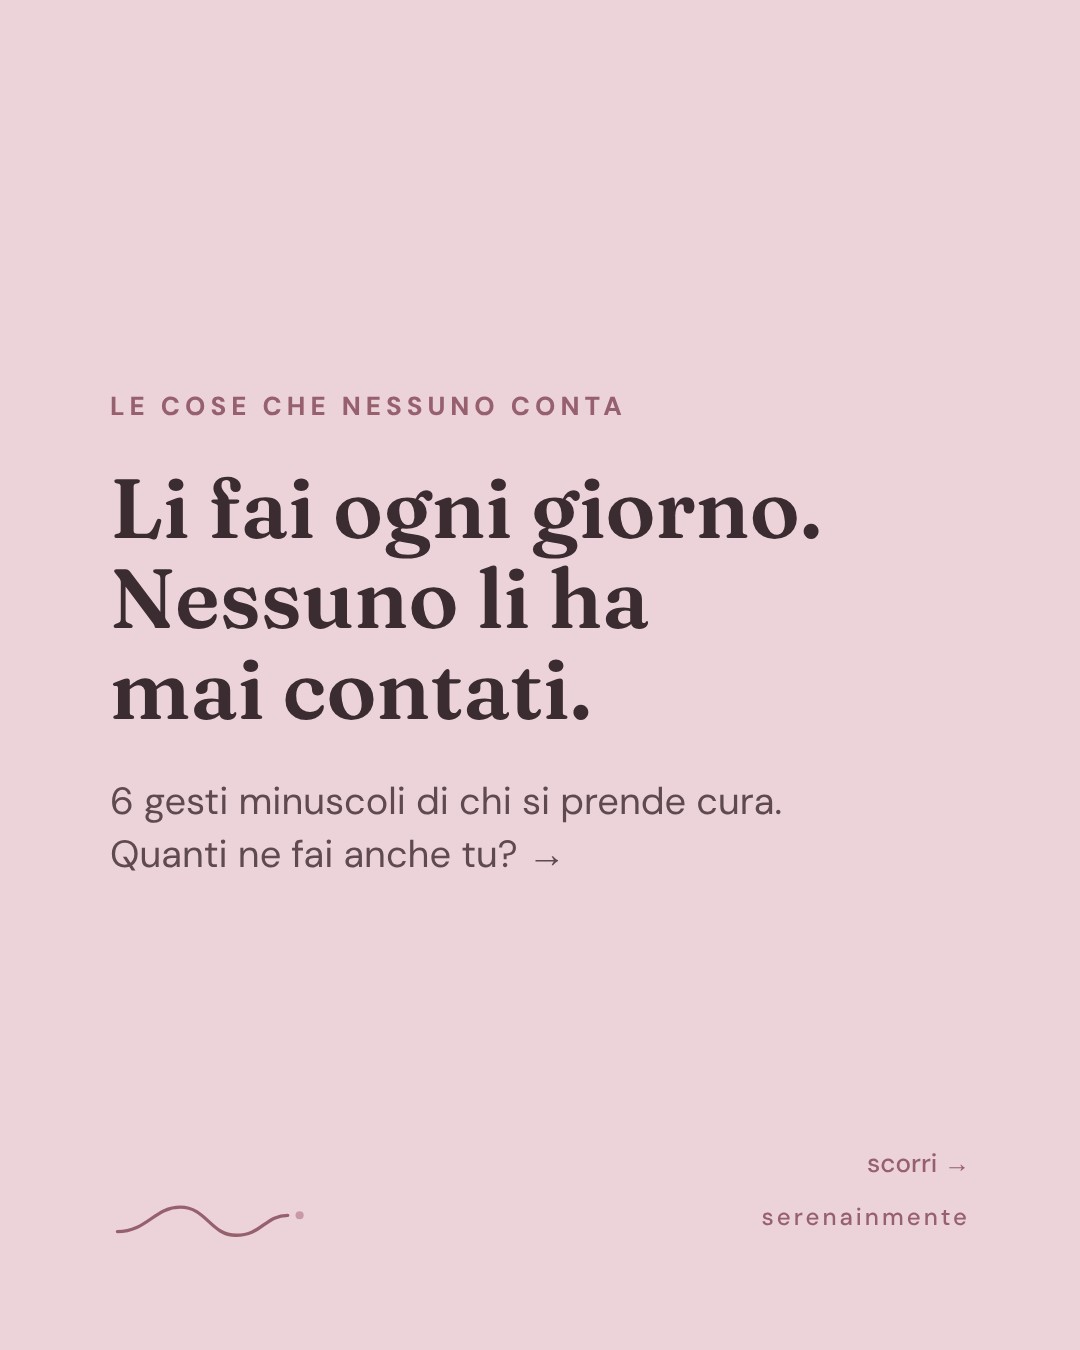 LE COSE CHE NESSUNO CONTA
Li fai ogni giorno.
Nessuno li ha
mai contati.
6 gesti minuscoli di chi si prende cura.
Quanti ne fai anche tu? →
scorri →
serenainmente